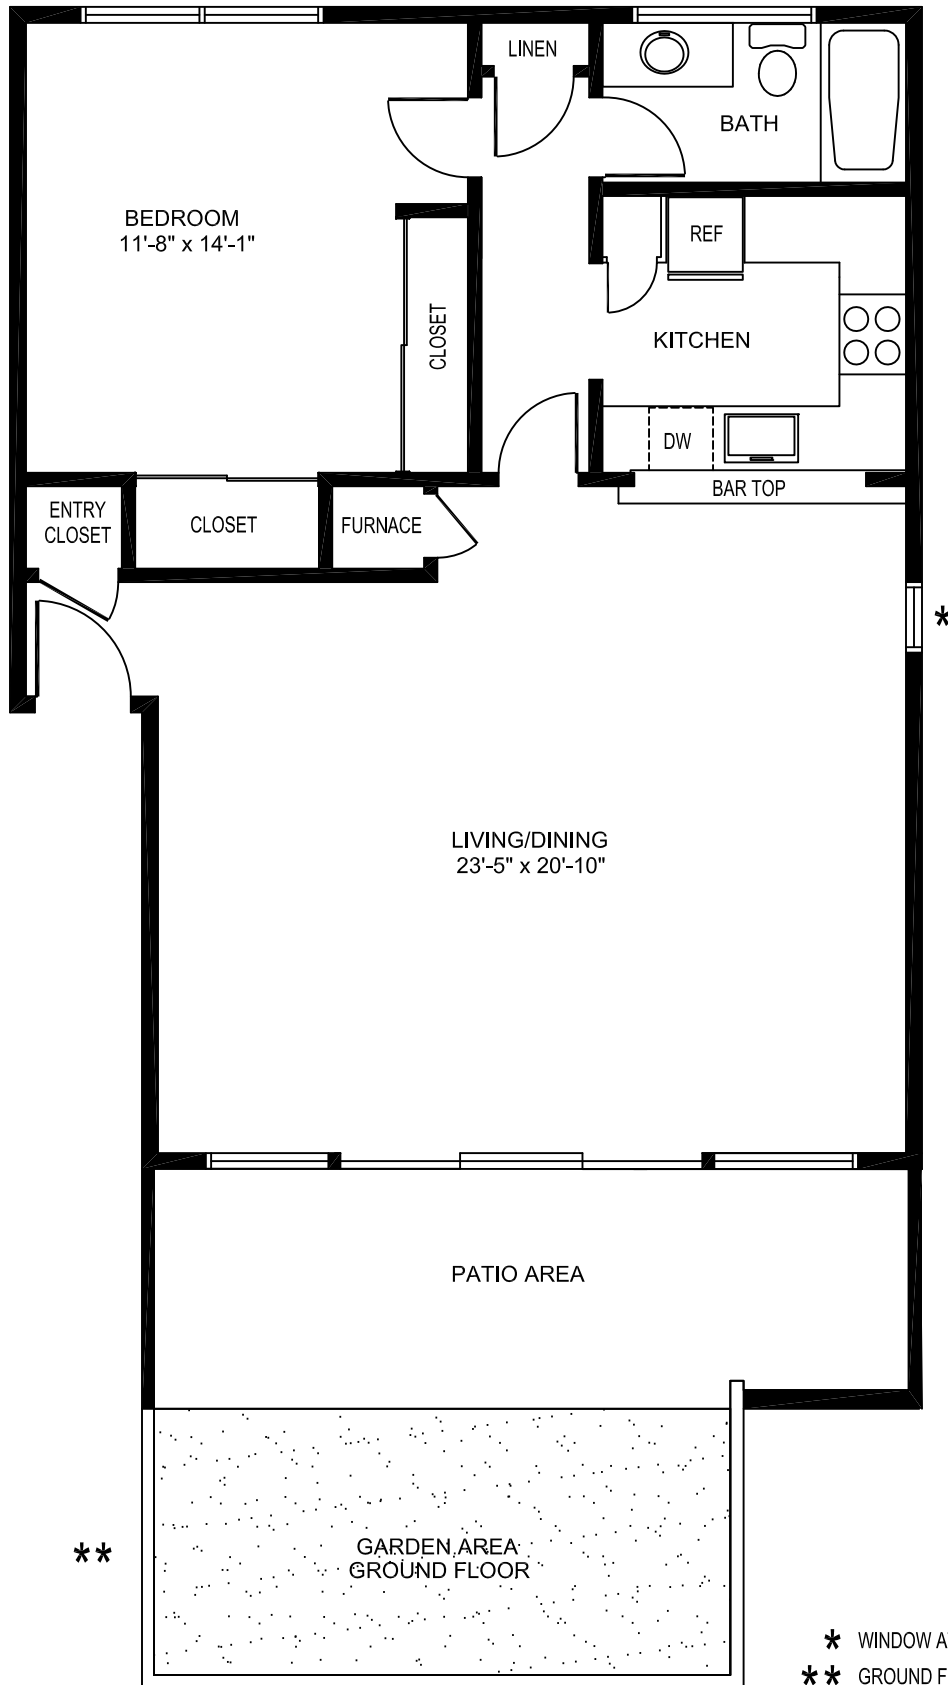 LINEN
BATH
BEDROOM
11'-8" x 14'-1"
REF
CLOSET
KITCHEN
DW
BAR TOP
ENTRY
CLOSET
CLOSET
FURNACE
*
LIVING/DINING
23'-5" x 20'-10"
PATIO AREA
GARDEN AREA
GROUND FLOOR
**
* WINDOW
** GROUND